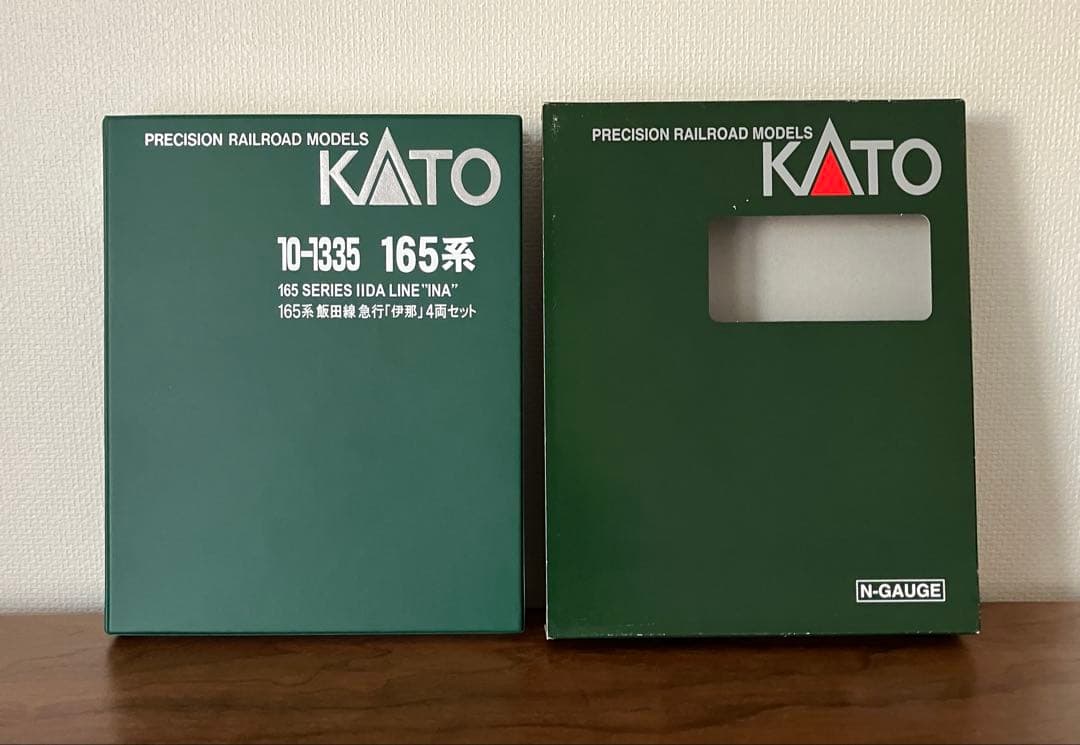 PRECISION RAILROAD MODELS
KATO
10-1335 165系
165 SERIES IIDA LINE"INA"
165系 飯田線 急行「伊那」4両セット
PRECISION RAILROAD MODELS
KATO
N-GAUGE